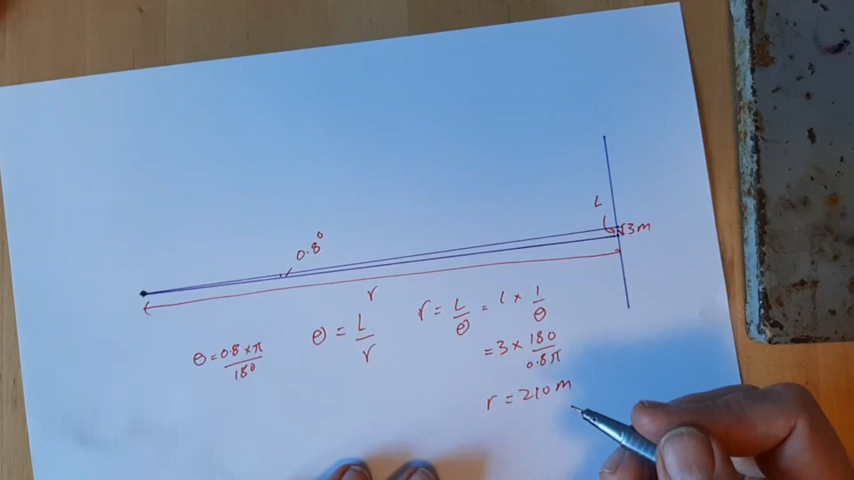 L
3m
0.8°
r
θ = 0.8 × π / 180
θ = L / r
r = L / θ = L × 1 / θ
= 3 × 180 / 0.8π
r = 210 m